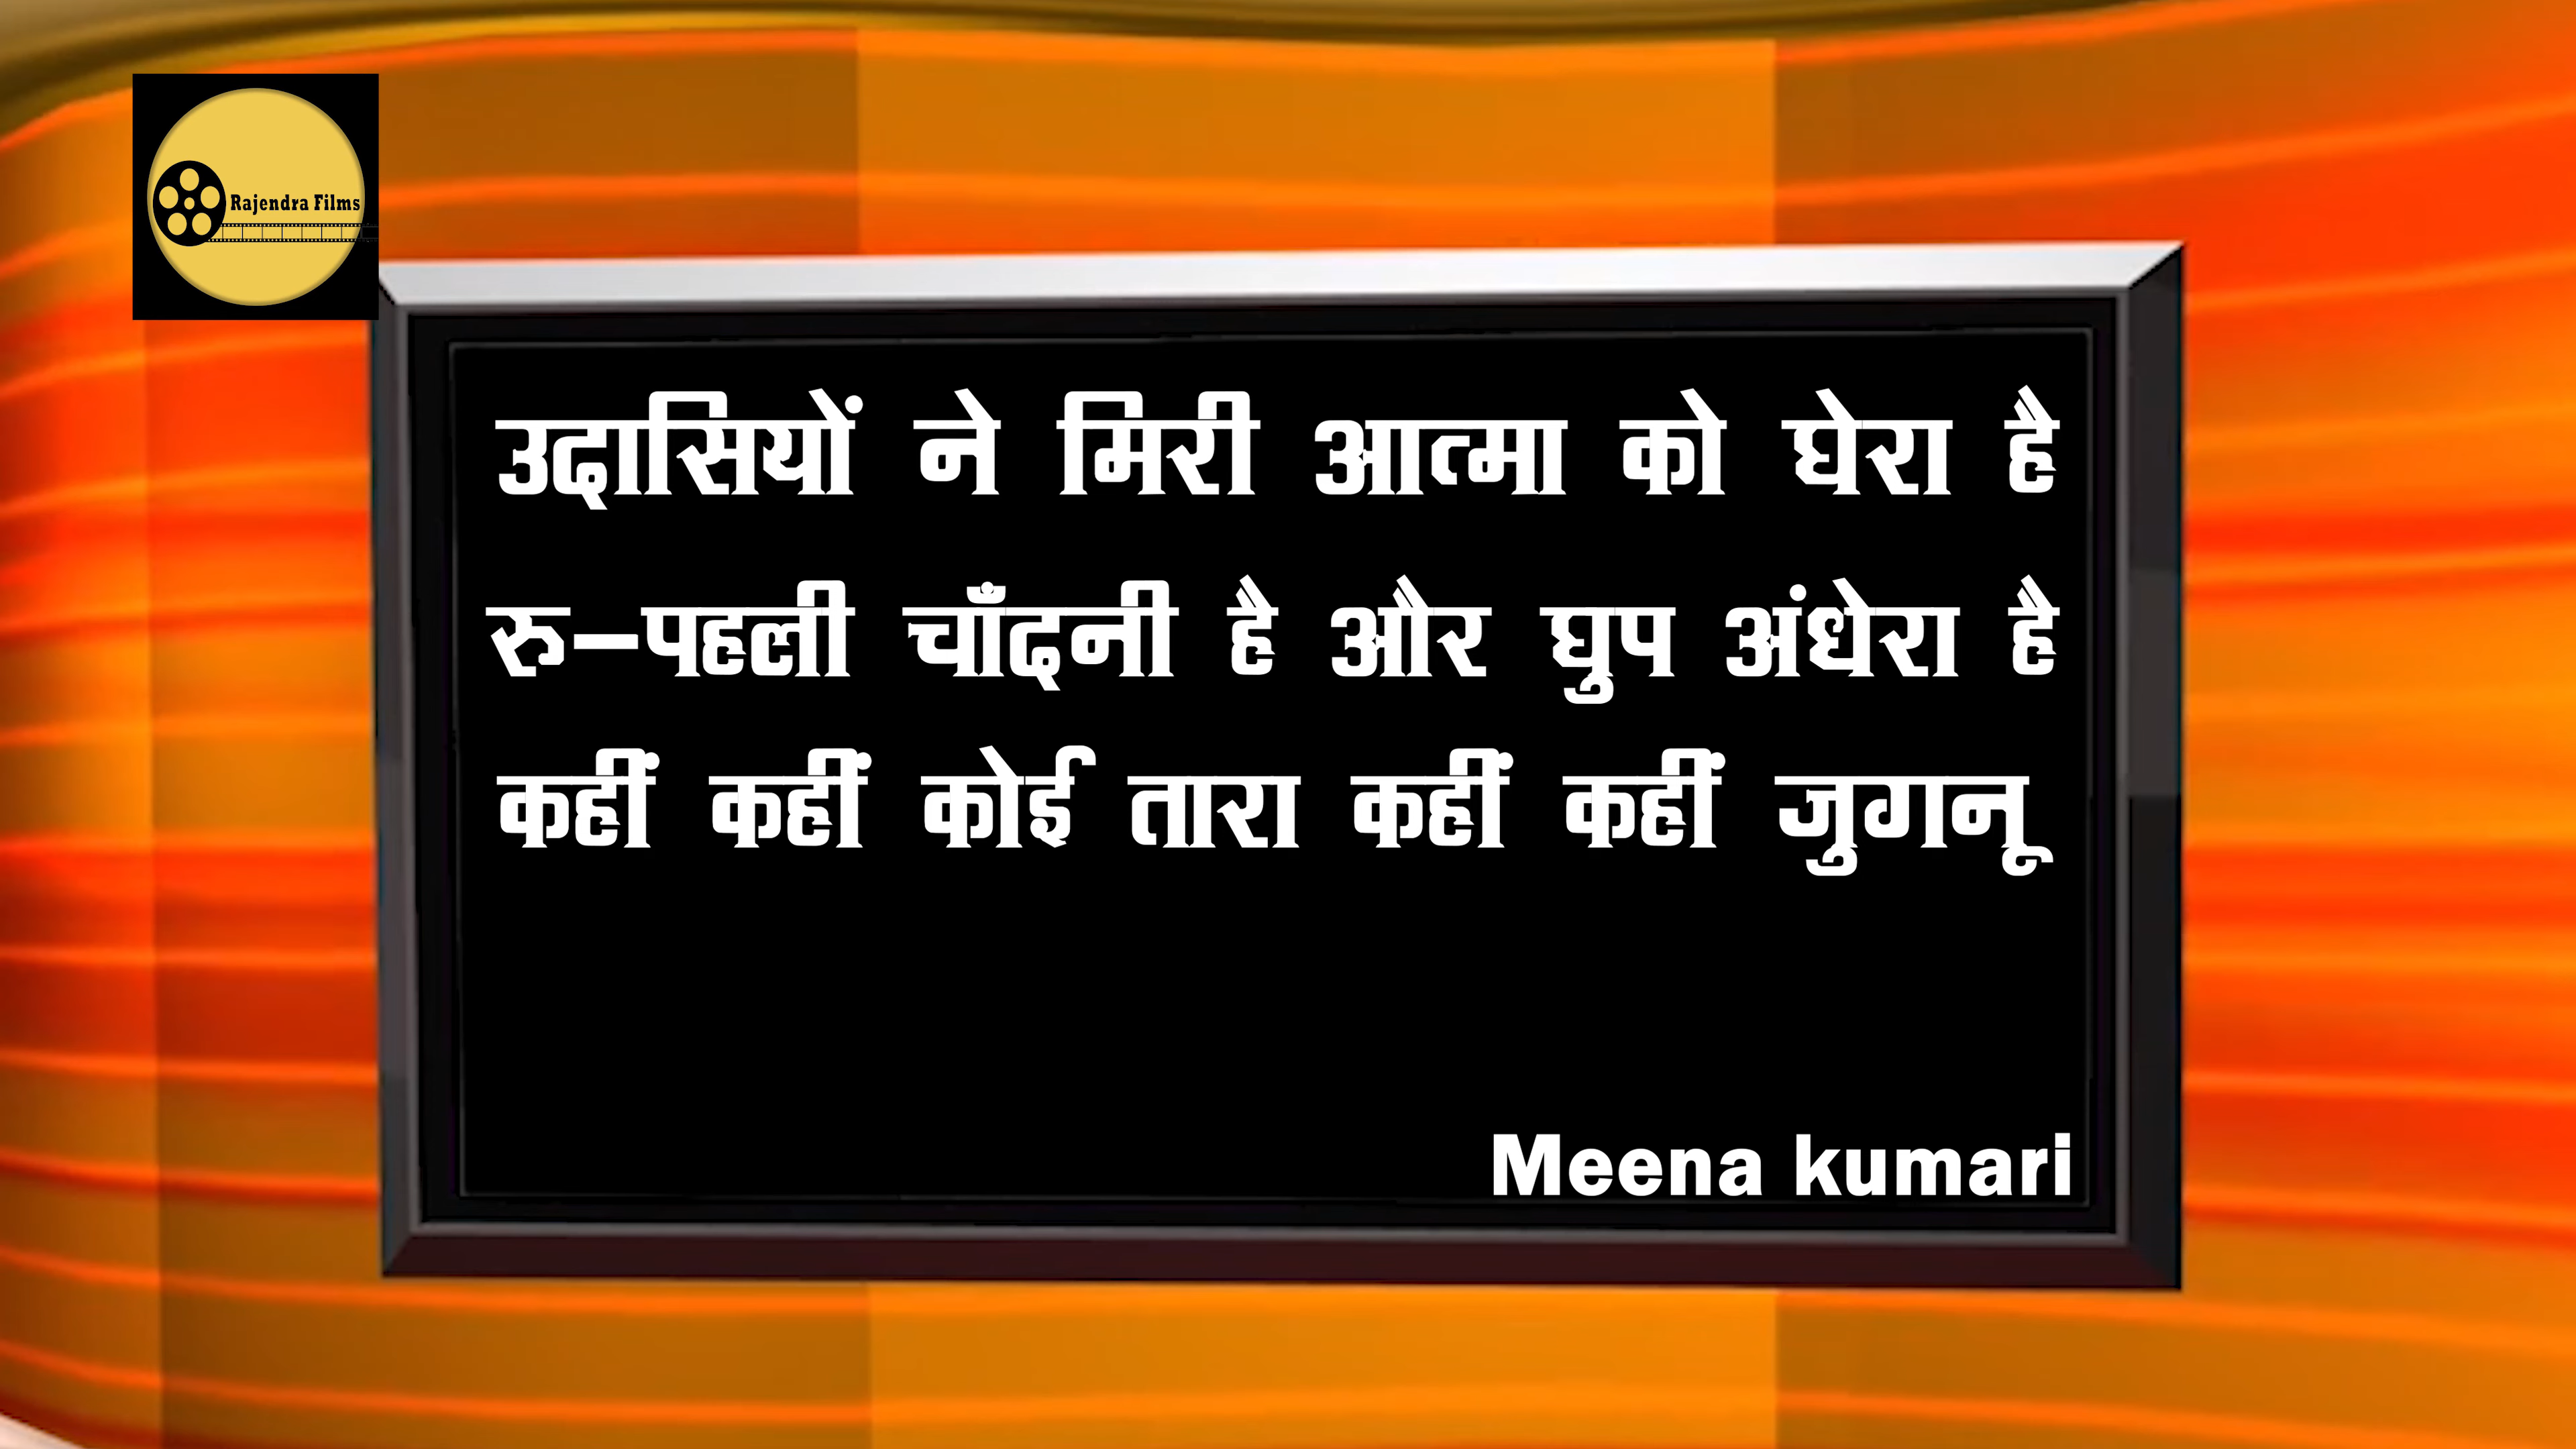 Rajendra Films
उदासियों ने मिरी आत्मा को घेरा है
रु-पहली चाँदनी है और घुप अंधेरा है
कहीं कहीं कोई तारा कहीं कहीं जुगनू
Meena kumari